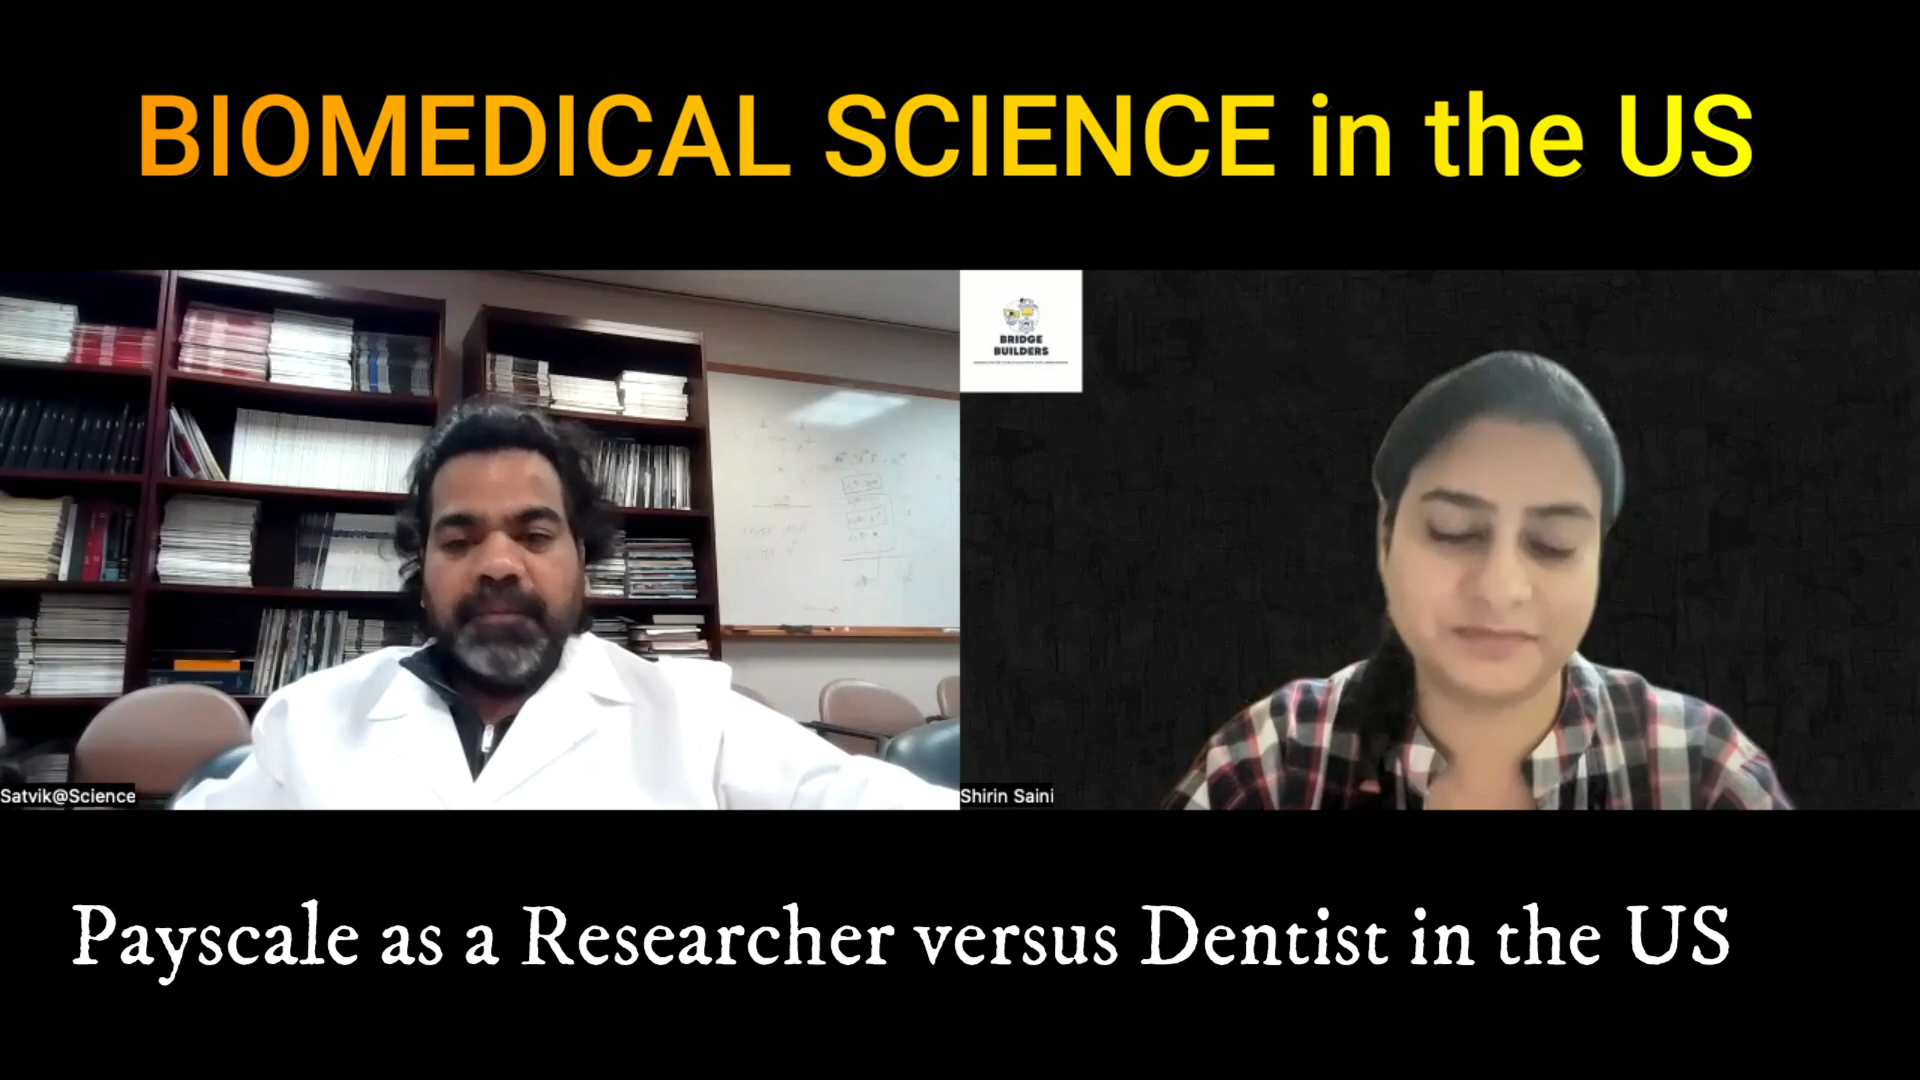 BIOMEDICAL SCIENCE in the US
BRIDGE
BUILDERS
Satvik@Science
Shirin Saini
Payscale as a Researcher versus Dentist in the US